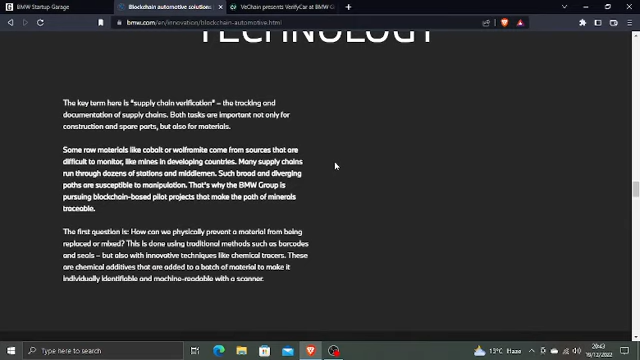 BMW Startup Garage
Blockchain automotive solutions
VeChain presents VerifyCar at BMW G
bmw.com/en/innovation/blockchain-automotive.html
TECHNOLOGY
The key term here is "supply chain verification" – the tracking and
documentation of supply chains. Both tasks are important not only for
construction and spare parts, but also for materials.
Some raw materials like cobalt or wolframite come from sources that are
difficult to monitor, like mines in developing countries. Many supply chains
run through dozens of stations and middlemen. Such broad and diverging
paths are susceptible to manipulation. That's why the BMW Group is
pursuing blockchain-based pilot projects that make the path of minerals
traceable.
The first question is: How can we physically prevent a material from being
replaced or mixed? This is done using traditional methods such as barcodes
and seals – but also with innovative techniques like chemical tracers. These
are chemical additives that are added to a batch of material to make it
individually identifiable and machine-readable with a scanner.
Type here to search
13°C Haze
20:42
19/12/2022